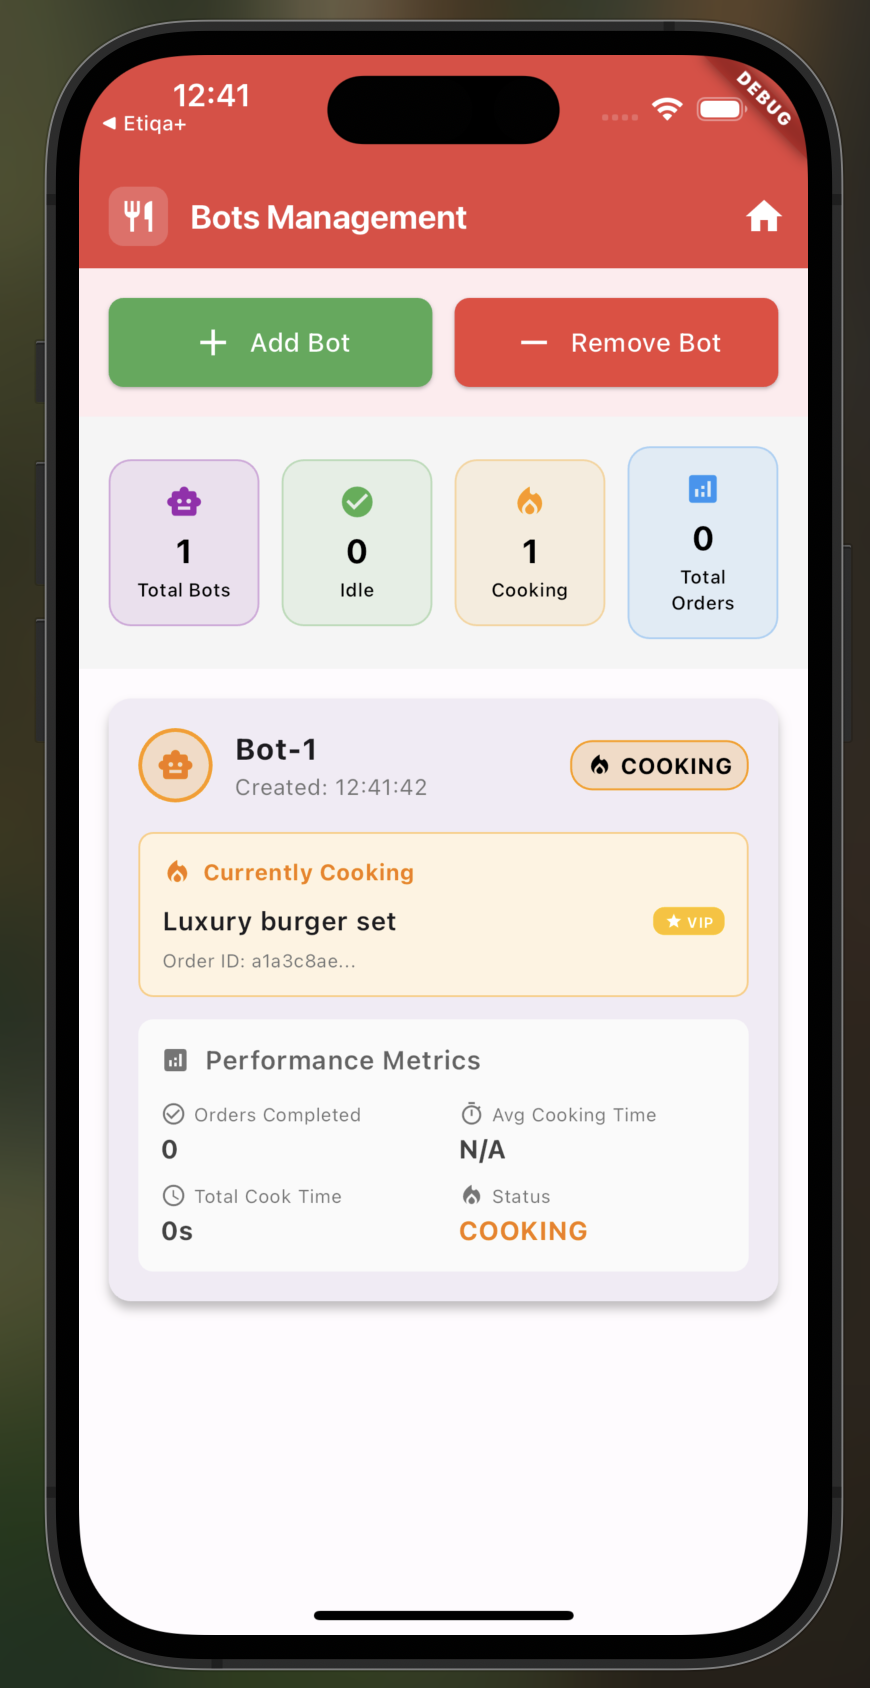 12:41
Etiqa+
DEBUG
Bots Management
Add Bot
Remove Bot
1
Total Bots
0
Idle
1
Cooking
0
Total
Orders
Bot-1
Created: 12:41:42
COOKING
Currently Cooking
Luxury burger set
VIP
Order ID: a1a3c8ae...
Performance Metrics
Orders Completed
0
Avg Cooking Time
N/A
Total Cook Time
0s
Status
COOKING